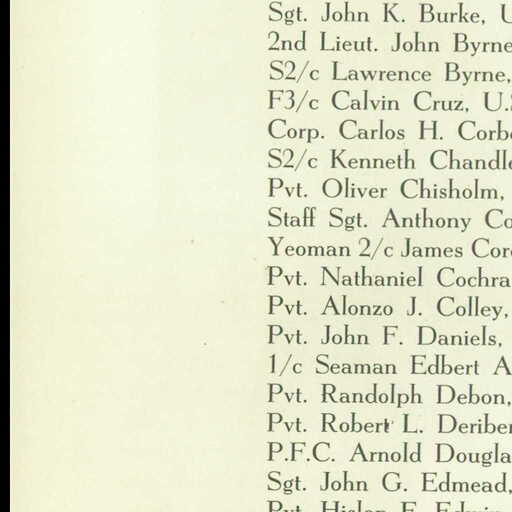 Sgt. John K. Burke, U
2nd Lieut. John Byrne
S2/c Lawrence Byrne,
F3/c Calvin Cruz, U.S
Corp. Carlos H. Corb
S2/c Kenneth Chandle
Pvt. Oliver Chisholm,
Staff Sgt. Anthony Co
Yeoman 2/c James Cor
Pvt. Nathaniel Cochra
Pvt. Alonzo J. Colley,
Pvt. John F. Daniels,
1/c Seaman Edbert A
Pvt. Randolph Debon,
Pvt. Robert L. Deriber
P.F.C. Arnold Dougla
Sgt. John G. Edmead,